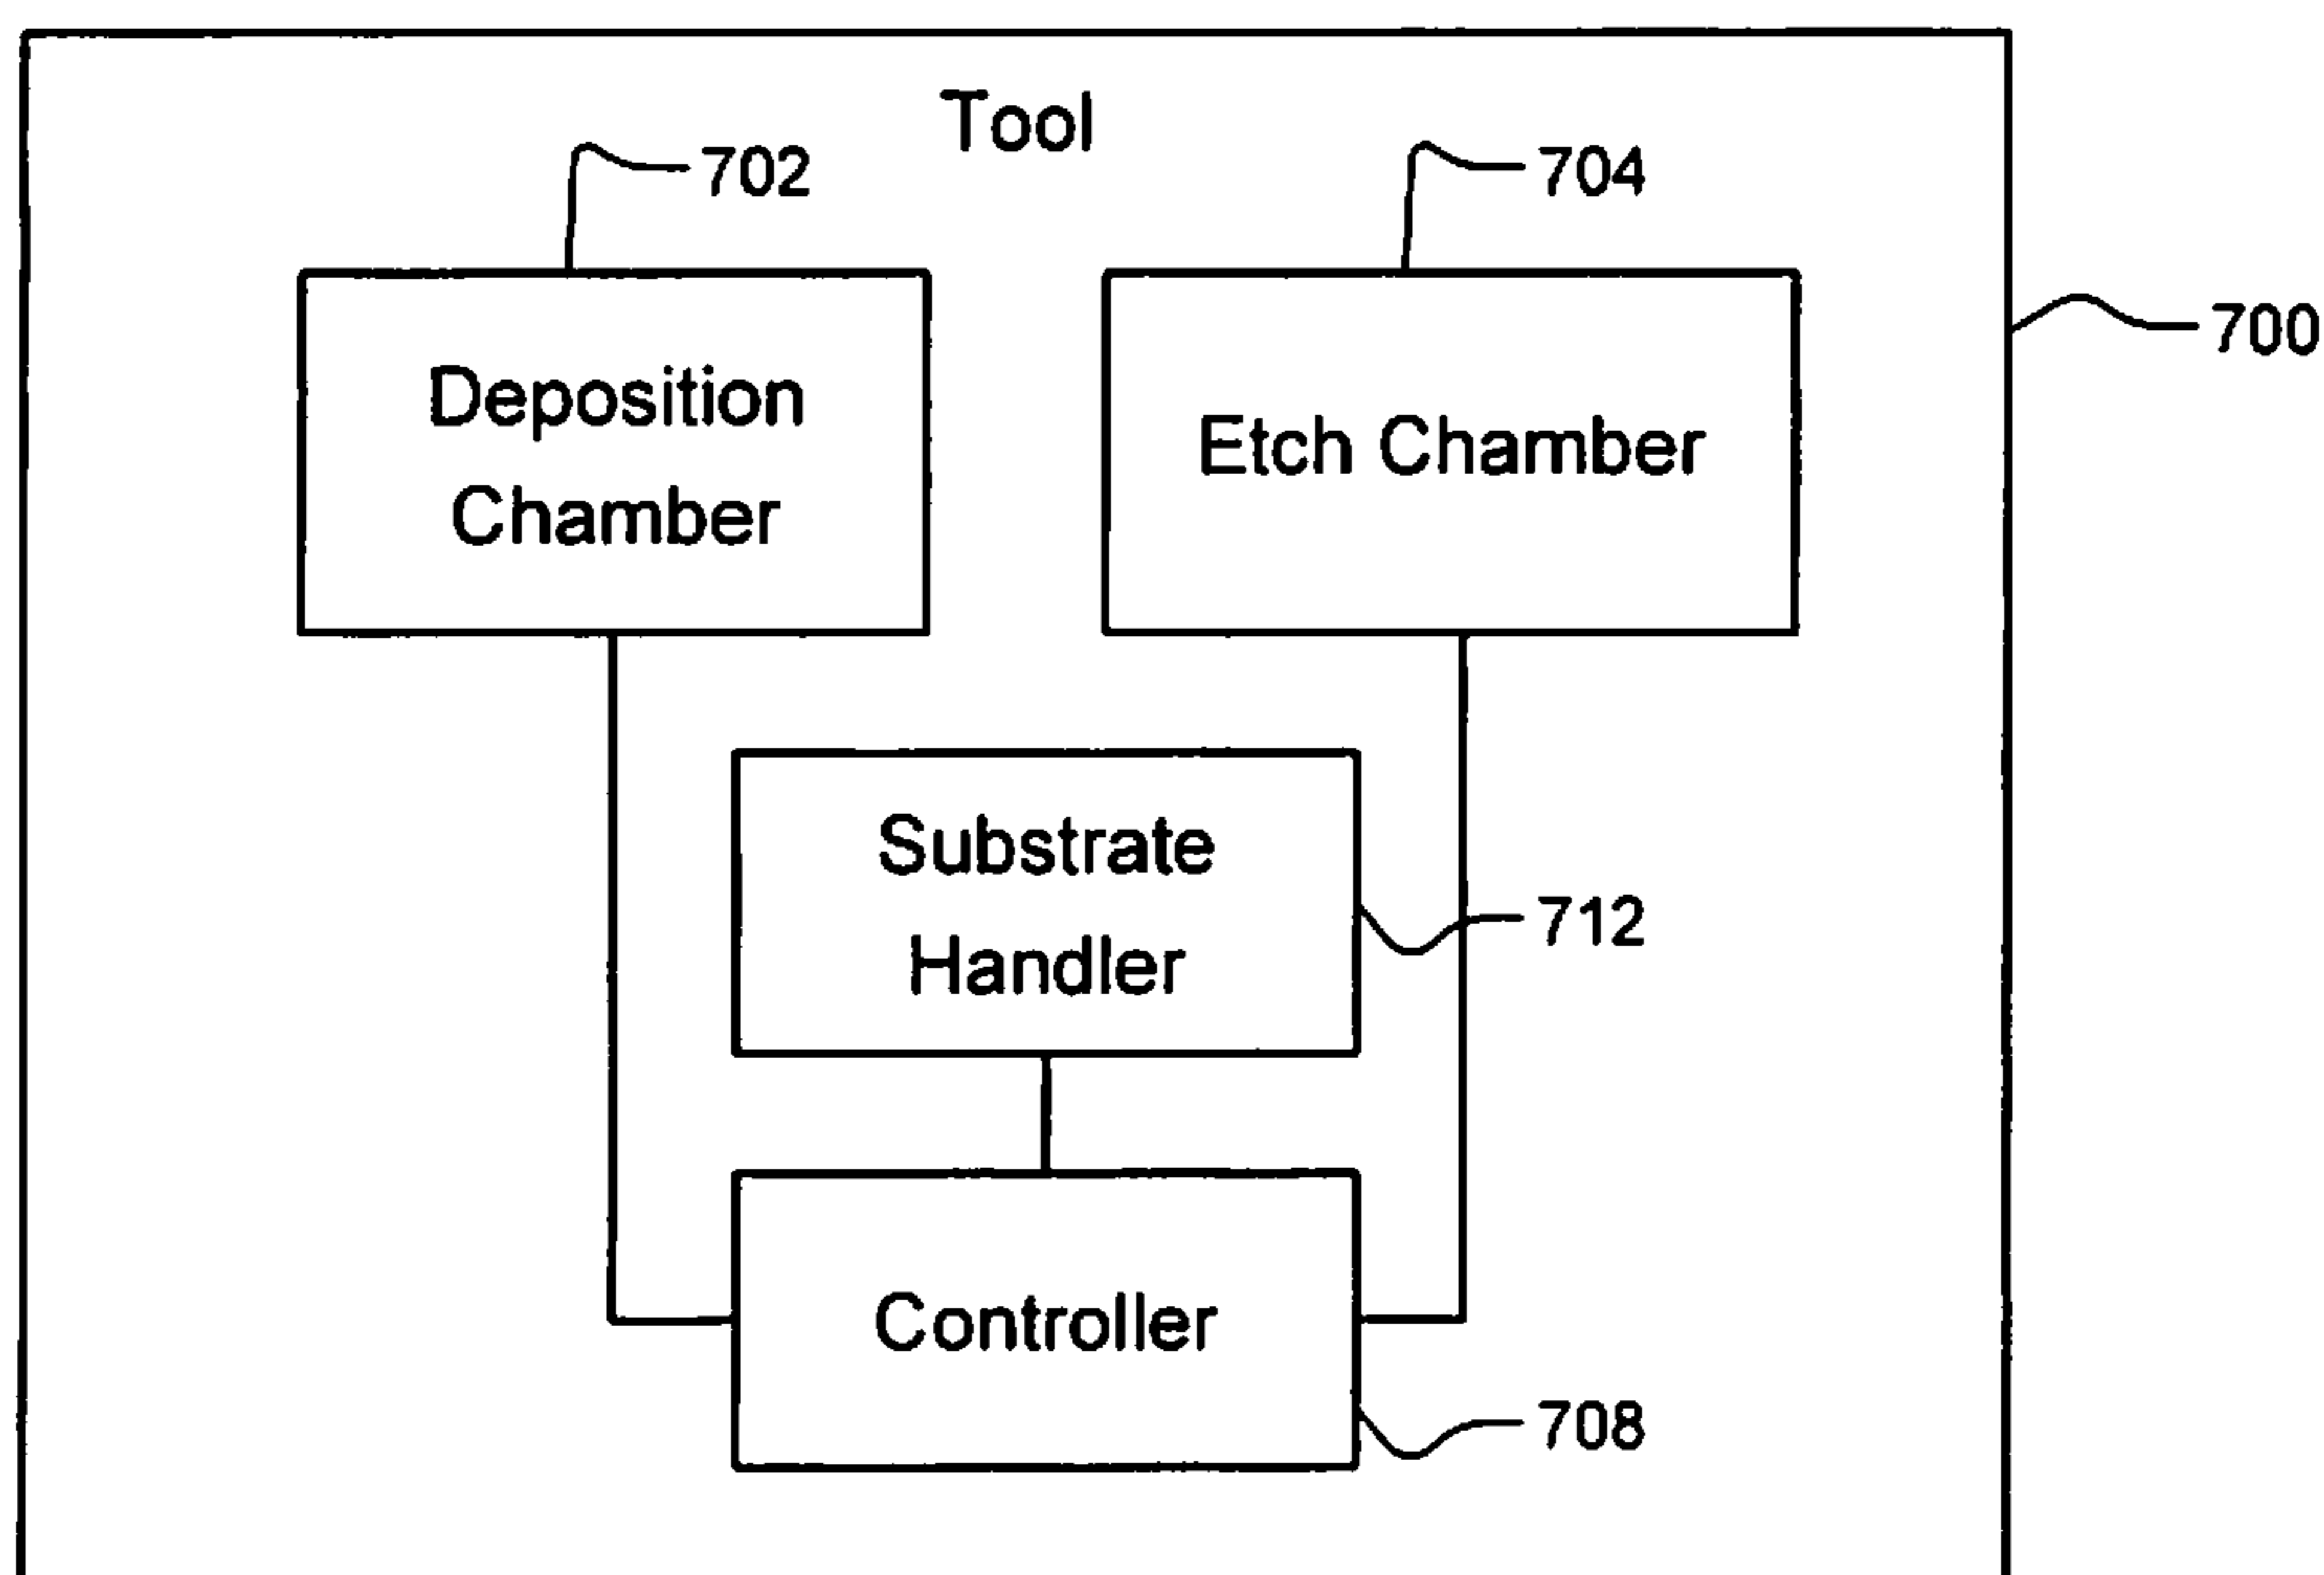 Tool
702
704
700
Deposition
Chamber
Etch Chamber
Substrate
Handler
712
Controller
708